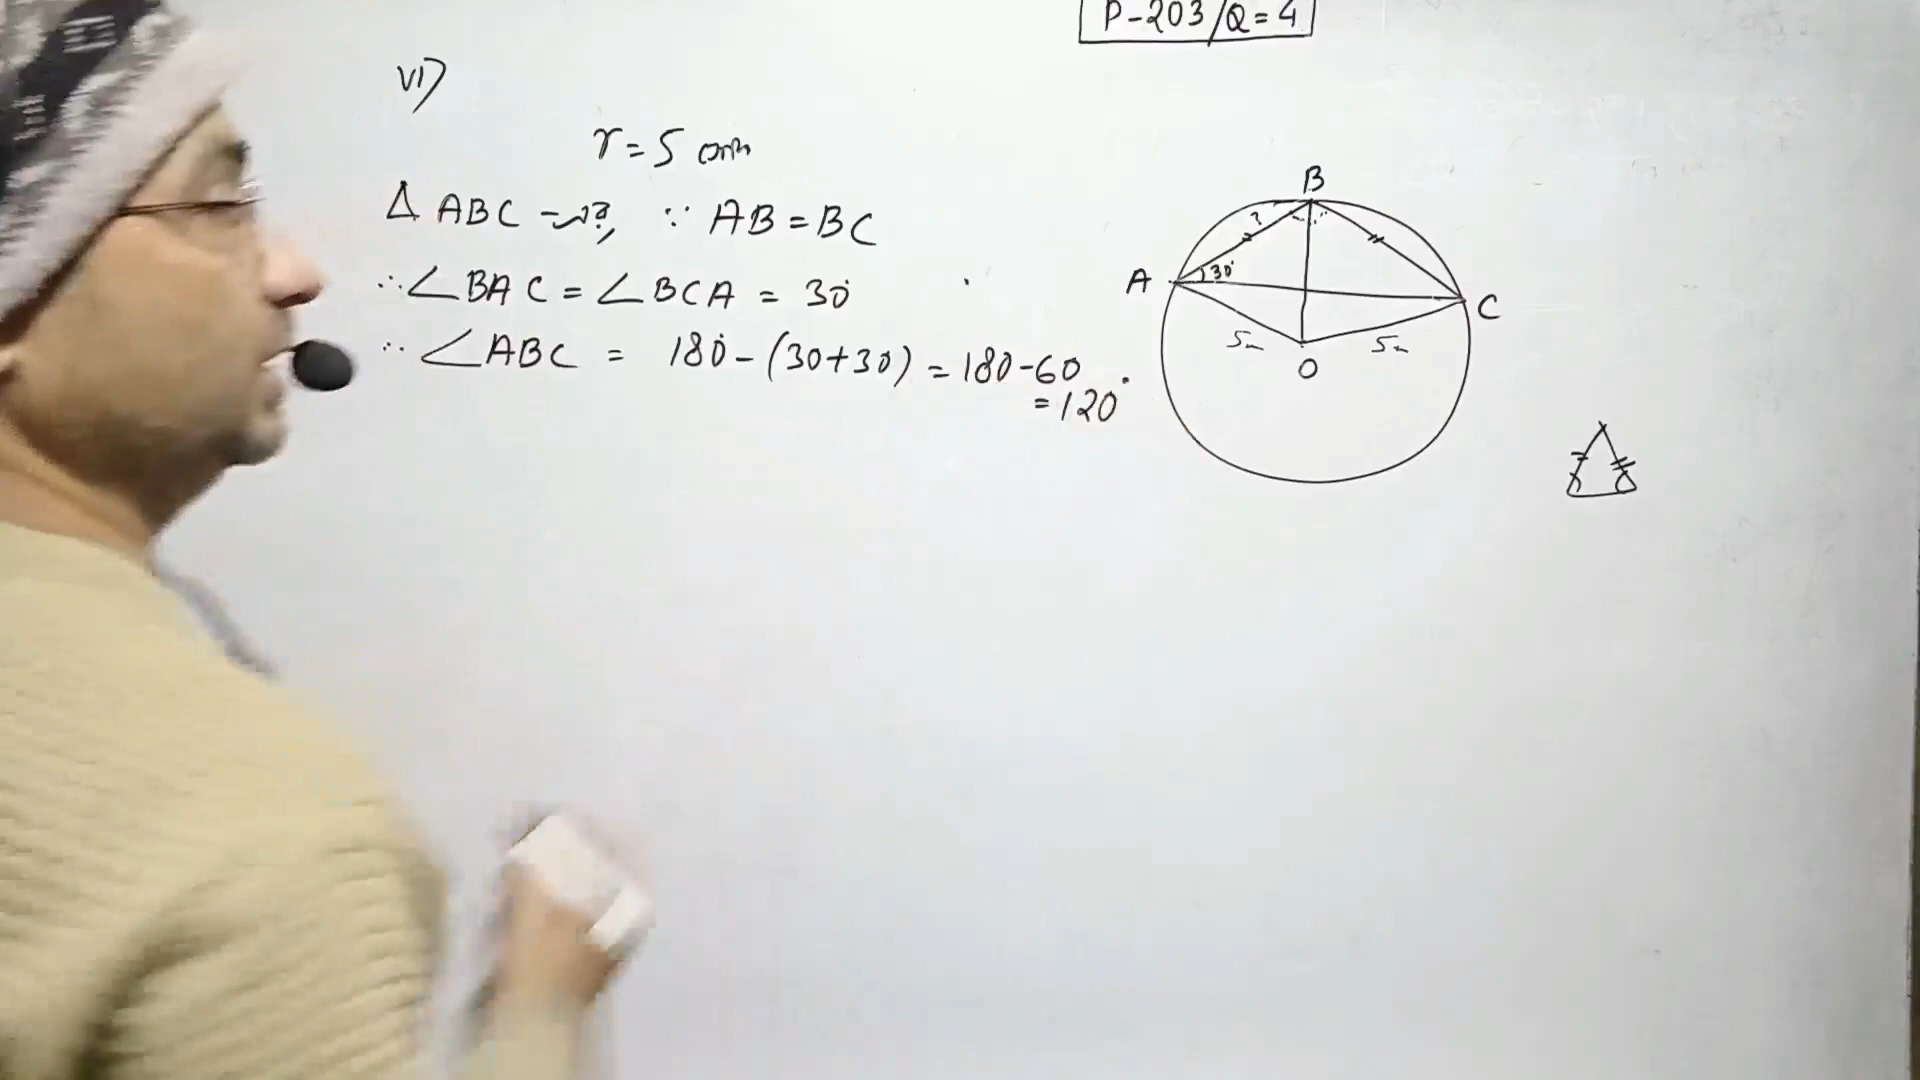 P-203/Q=4
VI)
r = 5 cm
△ ABC -এ, ∵ AB = BC
∴ ∠BAC = ∠BCA = 30°
∴ ∠ABC = 180° - (30+30) = 180-60
= 120°
B
?
A
30°
C
5
5
O